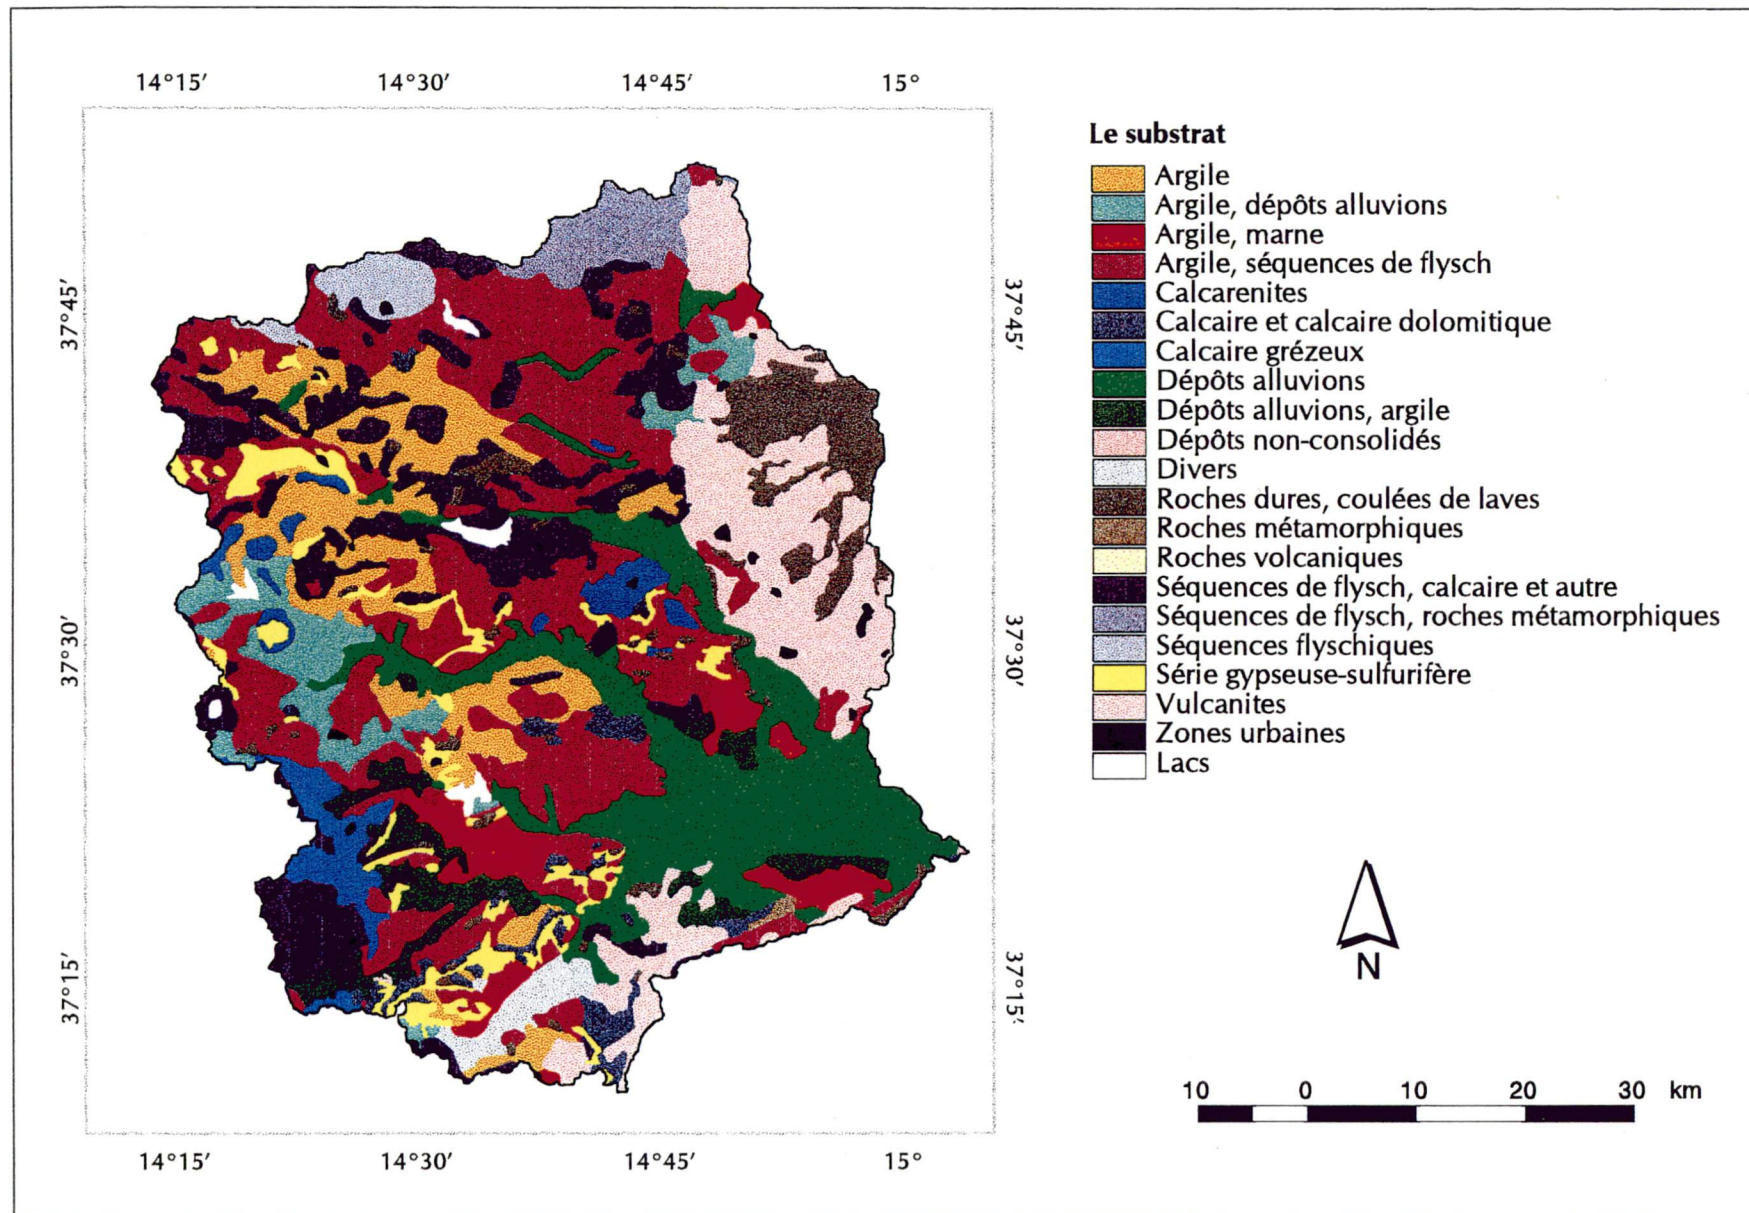 14°15′ 14°30′ 14°45′ 15°
37°45′
37°30′
37°15′
37°45′
37°30′
37°15′
14°15′ 14°30′ 14°45′ 15°
Le substrat
Argile
Argile, dépôts alluvions
Argile, marne
Argile, séquences de flysch
Calcarenites
Calcaire et calcaire dolomitique
Calcaire grézeux
Dépôts alluvions
Dépôts alluvions, argile
Dépôts non-consolidés
Divers
Roches dures, coulées de laves
Roches métamorphiques
Roches volcaniques
Séquences de flysch, calcaire et autre
Séquences de flysch, roches métamorphiques
Séquences flyschiques
Série gypseuse-sulfurifère
Vulcanites
Zones urbaines
Lacs
N
10 0 10 20 30 km